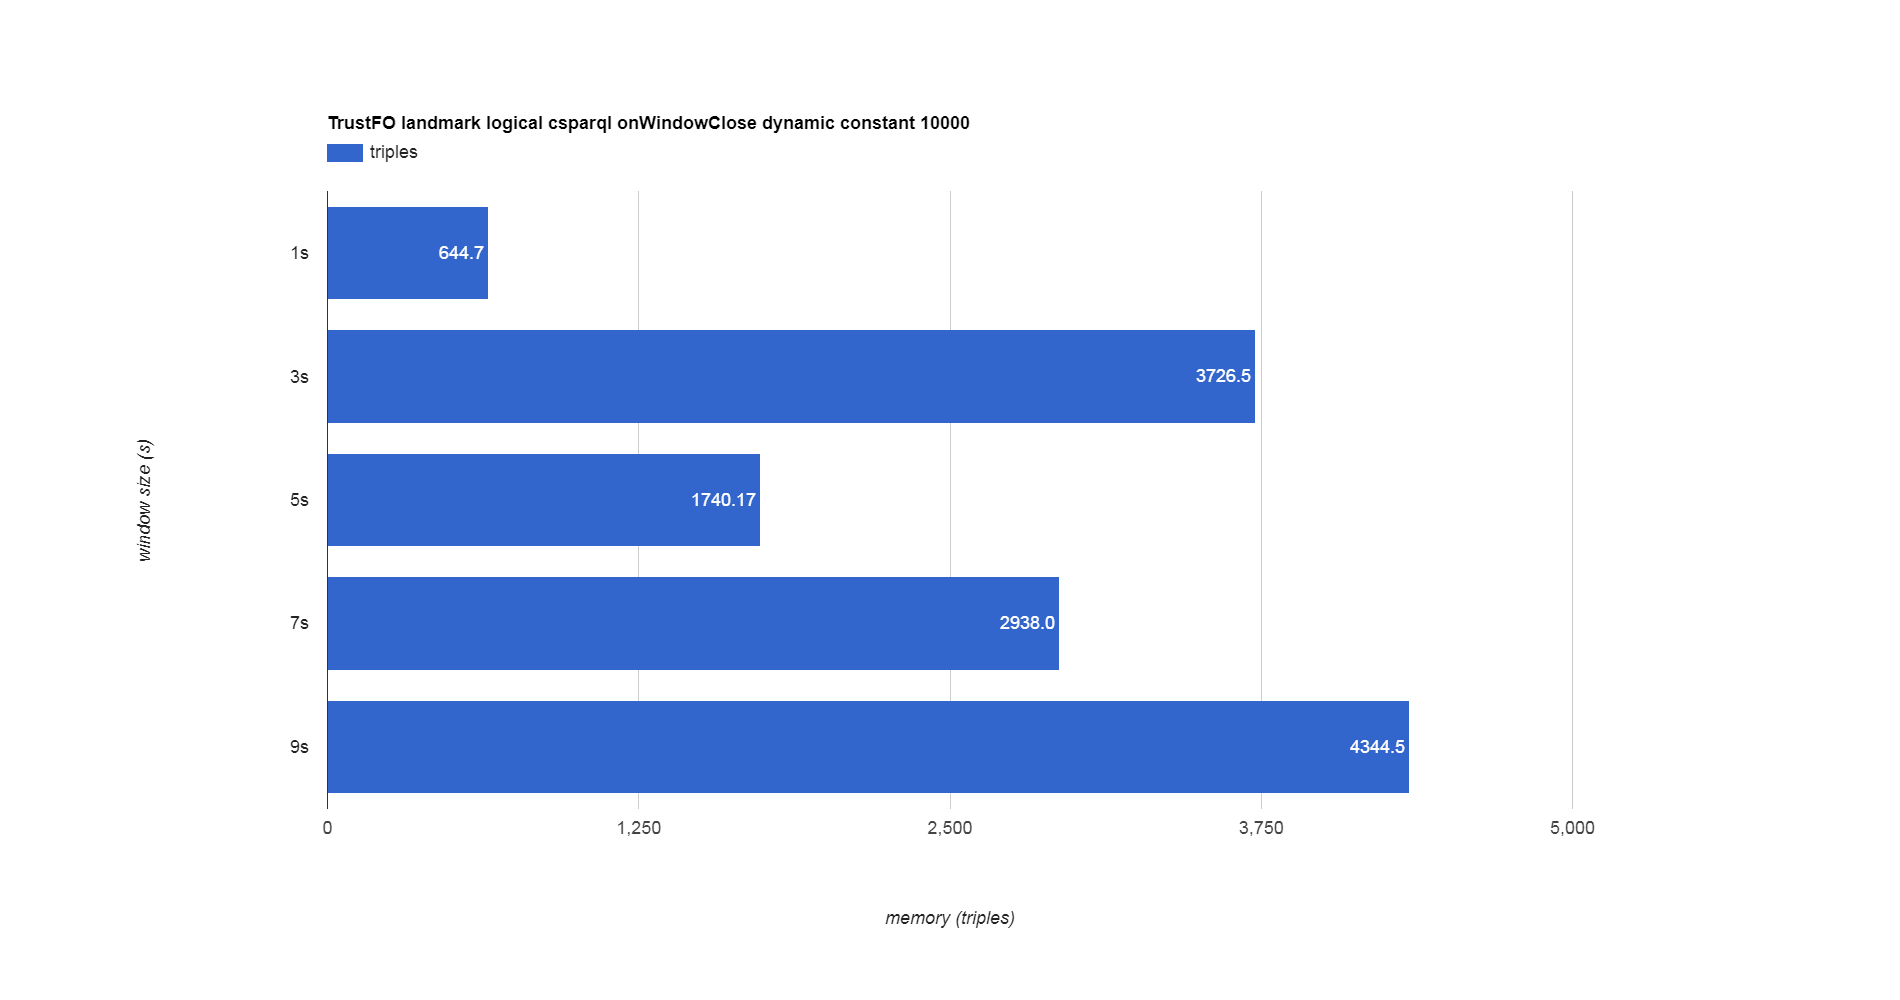 TrustFO landmark logical csparql onWindowClose dynamic constant 10000
triples
1s
644.7
3s
3726.5
5s
1740.17
7s
2938.0
9s
4344.5
0
1,250
2,500
3,750
5,000
window size (s)
memory (triples)